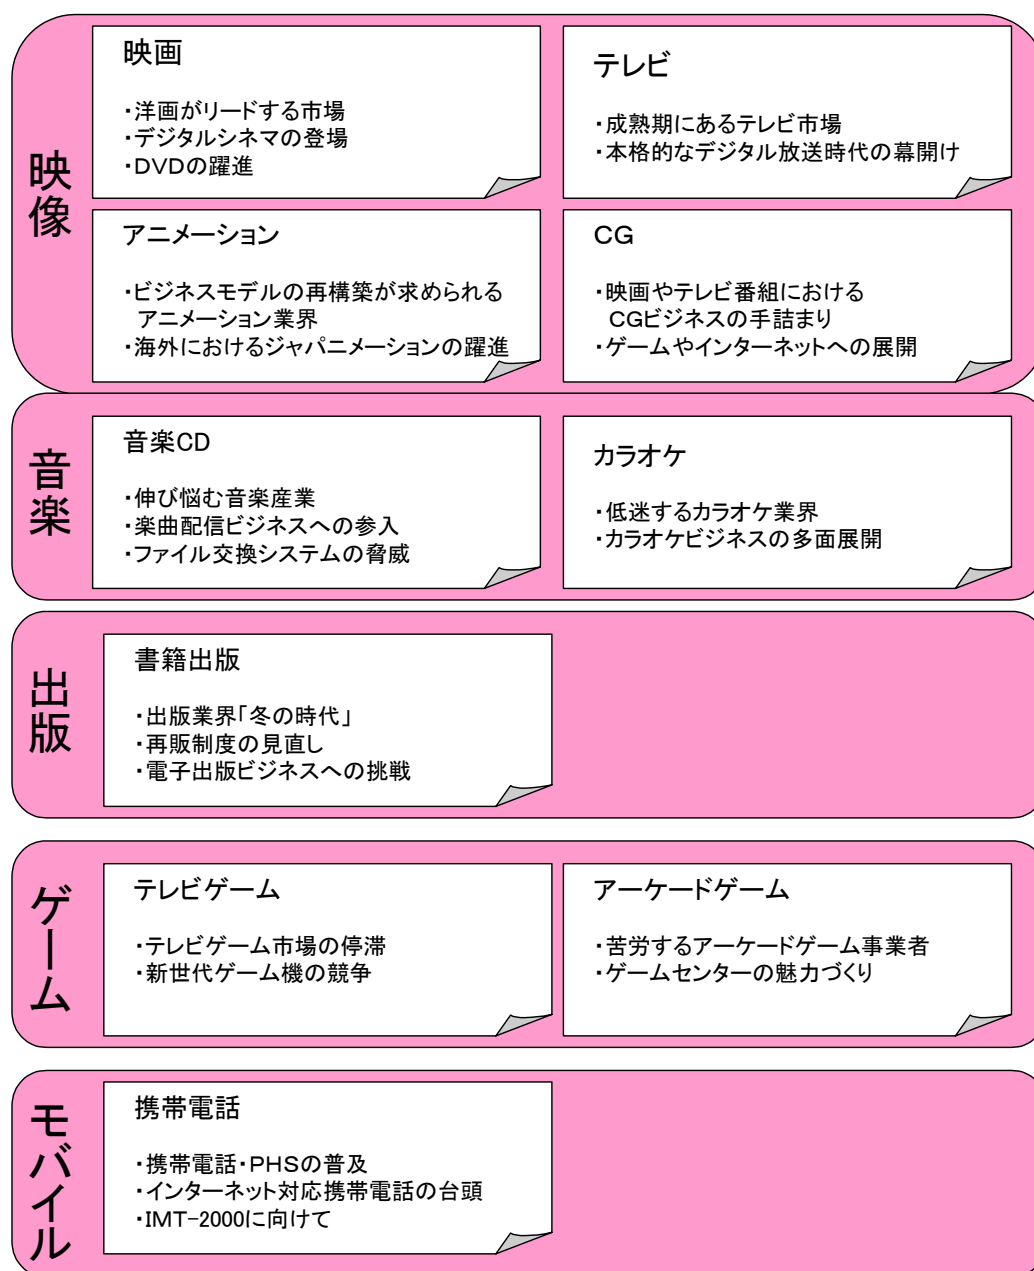 映像
映画
・洋画がリードする市場
・デジタルシネマの登場
・DVDの躍進
テレビ
・成熟期にあるテレビ市場
・本格的なデジタル放送時代の幕開け
アニメーション
・ビジネスモデルの再構築が求められる
アニメーション業界
・海外におけるジャパニメーションの躍進
CG
・映画やテレビ番組における
CGビジネスの手詰まり
・ゲームやインターネットへの展開
音楽
音楽CD
・伸び悩む音楽産業
・楽曲配信ビジネスへの参入
・ファイル交換システムの脅威
カラオケ
・低迷するカラオケ業界
・カラオケビジネスの多面展開
出版
書籍出版
・出版業界「冬の時代」
・再販制度の見直し
・電子出版ビジネスへの挑戦
ゲーム
テレビゲーム
・テレビゲーム市場の停滞
・新世代ゲーム機の競争
アーケードゲーム
・苦労するアーケードゲーム事業者
・ゲームセンターの魅力づくり
モバイル
携帯電話
・携帯電話・PHSの普及
・インターネット対応携帯電話の台頭
・IMT-2000に向けて